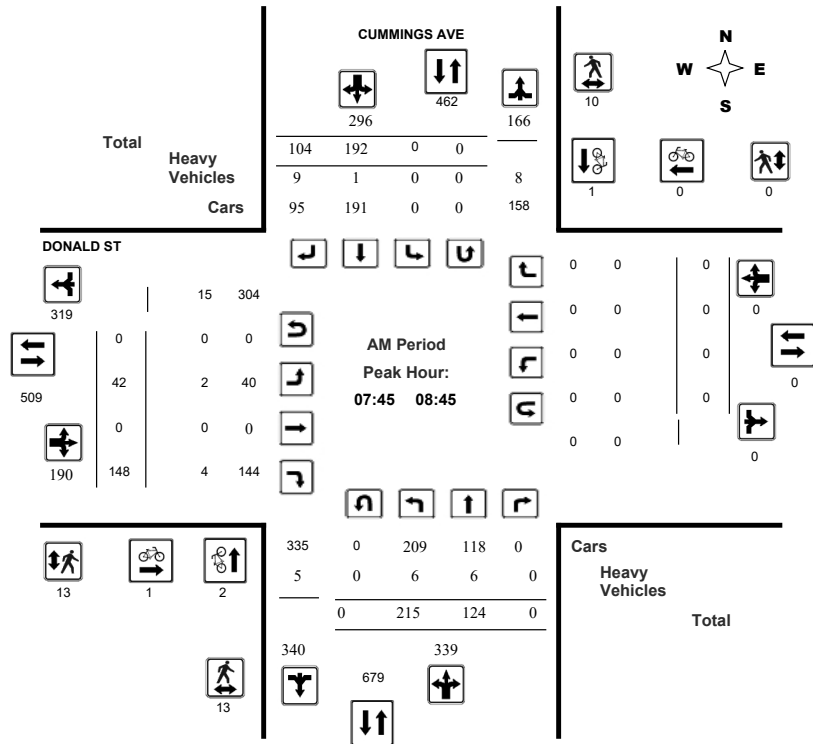 CUMMINGS AVE
N
W E
S
462
10
296 166
Total 104 192 0 0
Heavy
Vehicles 9 1 0 0 8
1 0 0
Cars 95 191 0 0 158
DONALD ST
0 0 0
15 304
319 0
0 0 0 0 0 0
AM Period
Peak Hour:
07:45 08:45
0 0 0
42 2 40
509 0
0 0 0
0 0 0
0 0
190 148 4 144
0
335 0 209 118 0 Cars
5 0 6 6 0 Heavy
Vehicles
13 1 2
0 215 124 0 Total
340 679 339
13